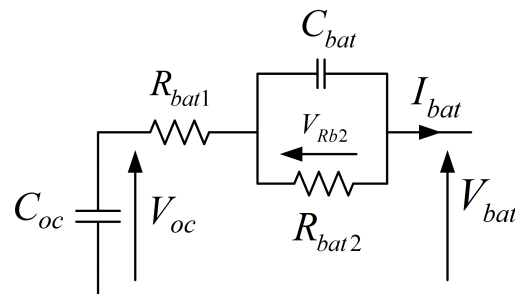 C_bat
R_bat1
I_bat
V_Rb2
C_oc
V_oc
V_bat
R_bat2